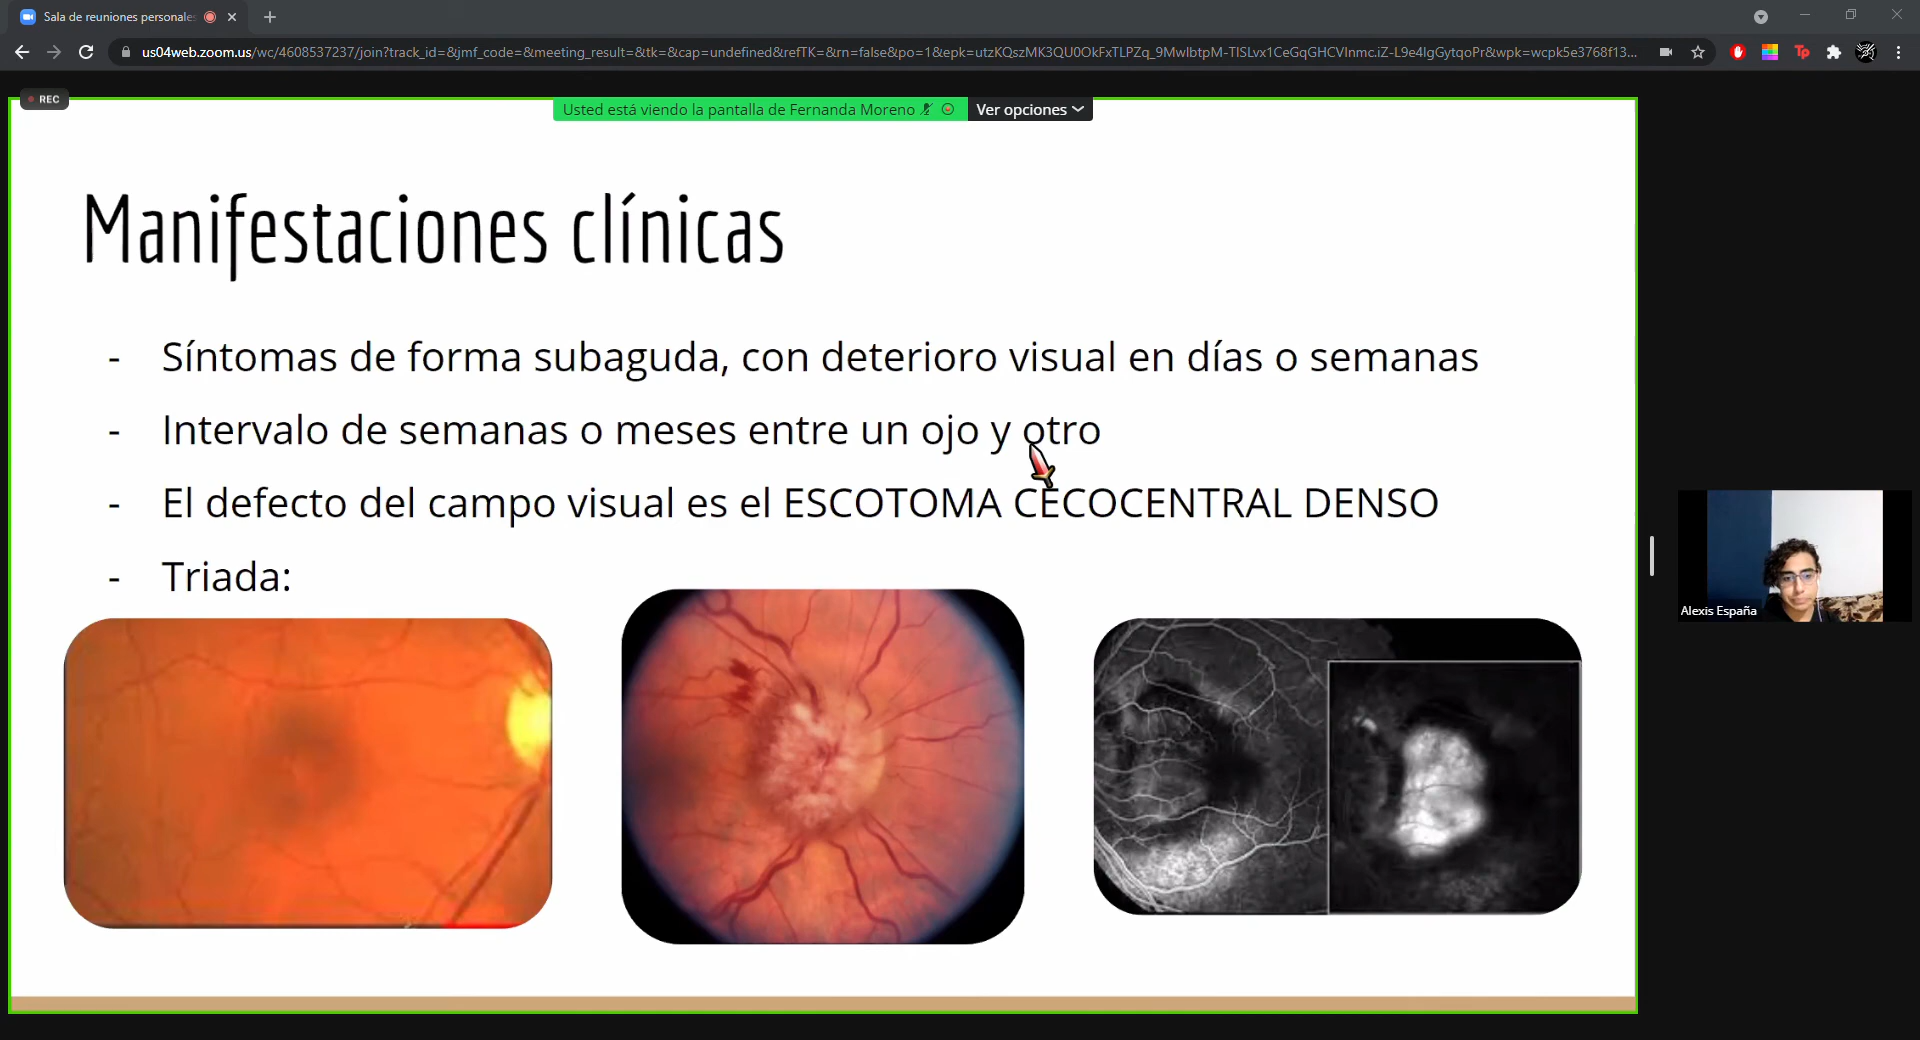 Sala de reuniones personales
us04web.zoom.us/wc/4608537237/join?track_id=&jmf_code=&meeting_result=&tk=&cap=undefined&refTK=&rn=false&po=1&epk=utzKQszMK3QU0OkFxTLPZq_9MwIbtpM-TlSLvx1CeGqGHCVInmc.iZ-L9e4lgGytqoPr&wpk=wcpk5e3768f13...
REC
Usted está viendo la pantalla de Fernanda Moreno
Ver opciones
Manifestaciones clínicas
- Síntomas de forma subaguda, con deterioro visual en días o semanas
- Intervalo de semanas o meses entre un ojo y otro
- El defecto del campo visual es el ESCOTOMA CECOCENTRAL DENSO
- Triada:
Alexis España